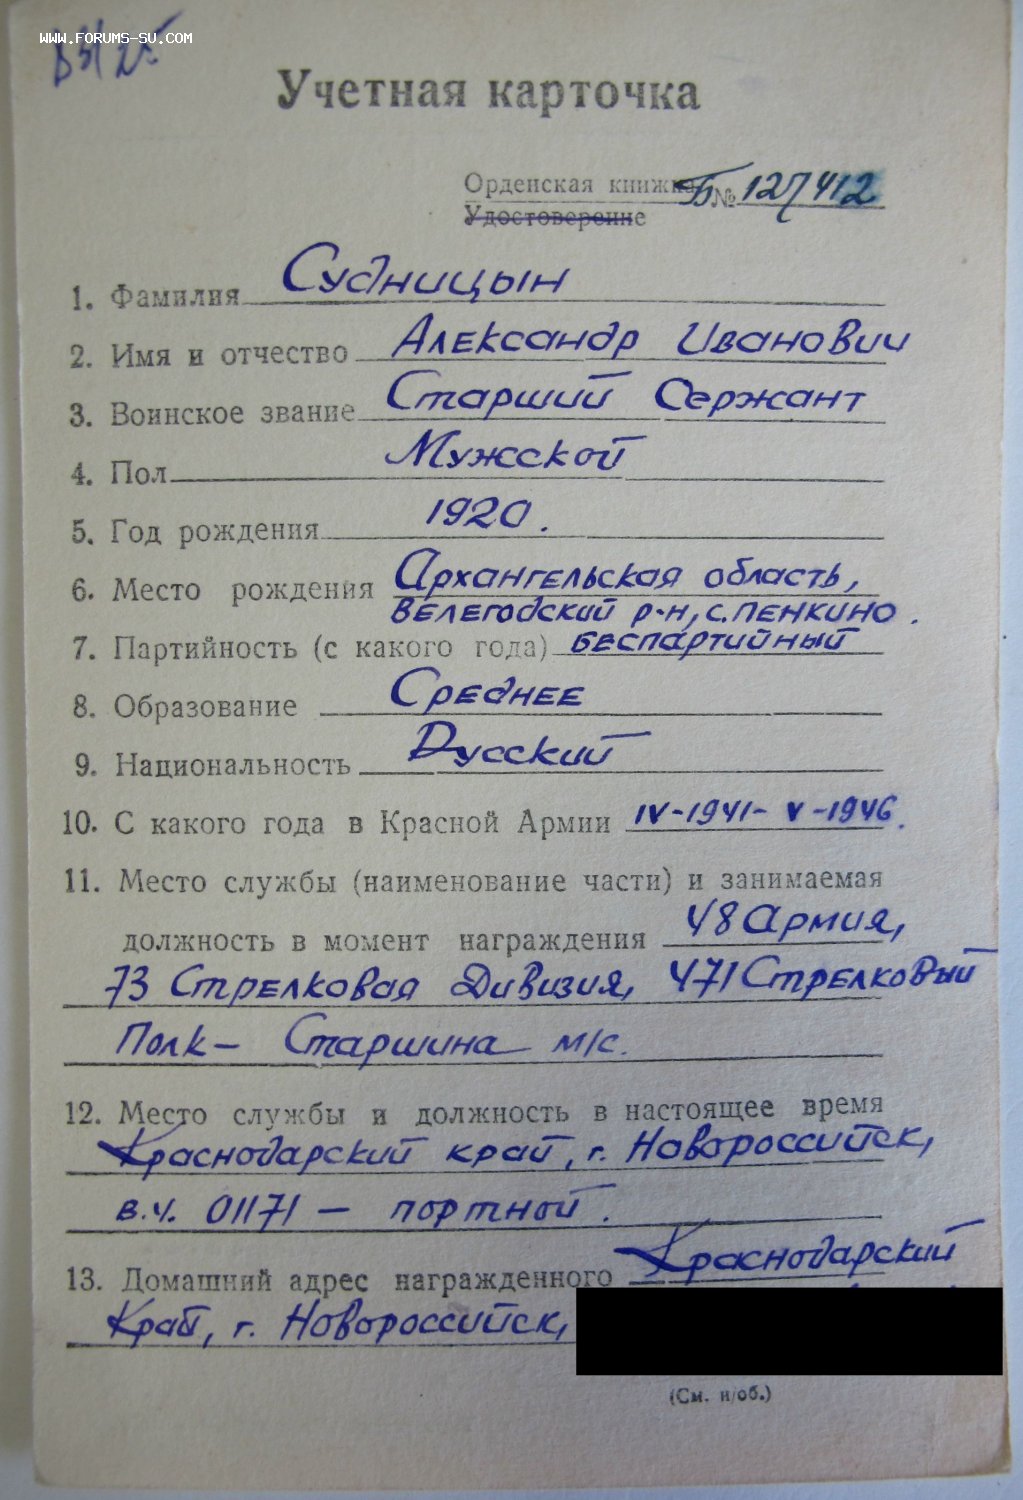 WWW.FORUMS-SU.COM
Учетная карточка
Орденская книжка Б № 127412
Удостоверение
1. Фамилия Судницын
2. Имя и отчество Александр Иванович
3. Воинское звание Старший Сержант
4. Пол Мужской
5. Год рождения 1920.
6. Место рождения Архангельская область,
Велегодский р-н, с. Пенкино.
7. Партийность (с какого года) беспартийный
8. Образование Среднее
9. Национальность Русский
10. С какого года в Красной Армии IV-1941- V-1946.
11. Место службы (наименование части) и занимаемая
должность в момент награждения 48 Армия,
73 Стрелковая Дивизия, 471 Стрелковый
Полк- Старшина м/с.
12. Место службы и должность в настоящее время
Краснодарский край, г. Новороссийск,
в.ч. 01171 - портной.
13. Домашний адрес награжденного Краснодарский
Край, г. Новороссийск,
(См. н/об.)